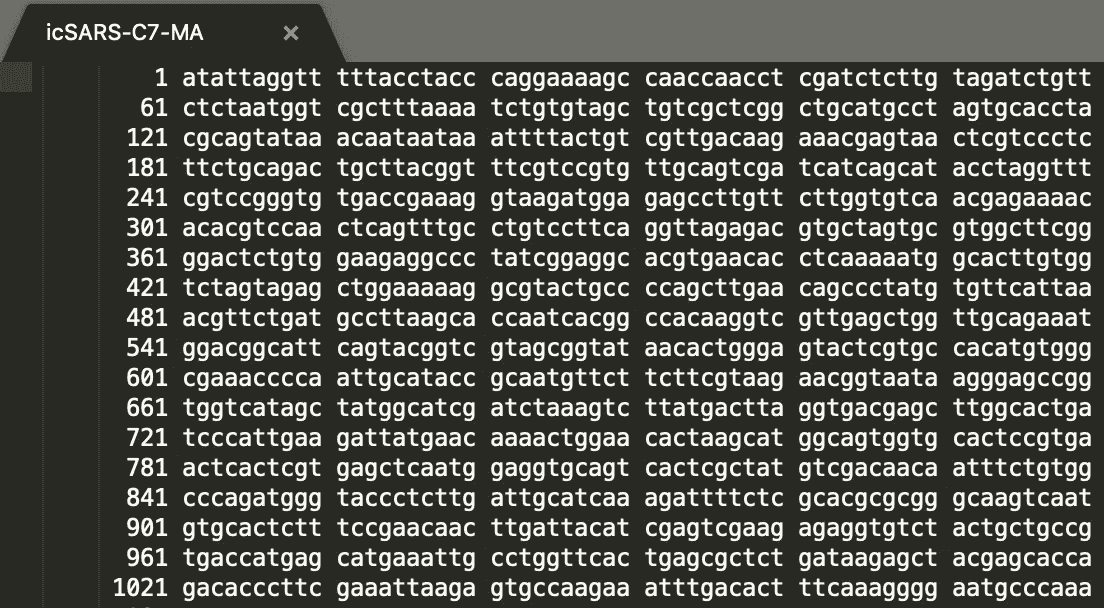 icSARS-C7-MA ×
1 atattaggtt tttacctacc caggaaaagc caaccaacct cgatctcttg tagatctgtt
61 ctctaatggt cgctttaaaa tctgtgtagc tgtcgctcgg ctgcatgcct agtgcaccta
121 cgcagtataa acaataataa attttactgt cgttgacaag aaacgagtaa ctcgtccctc
181 ttctgcagac tgcttacggt ttcgtccgtg ttgcagtcga tcatcagcat acctaggttt
241 cgtccgggtg tgaccgaaag gtaagatgga gagccttgtt cttggtgtca acgagaaaac
301 acacgtccaa ctcagtttgc ctgtccttca ggttagagac gtgctagtgc gtggcttcgg
361 ggactctgtg gaagaggccc tatcggaggc acgtgaacac ctcaaaaatg gcacttgtgg
421 tctagtagag ctggaaaaag gcgtactgcc ccagcttgaa cagccctatg tgttcattaa
481 acgttctgat gccttaagca ccaatcacgg ccacaaggtc gttgagctgg ttgcagaaat
541 ggacggcatt cagtacggtc gtagcggtat aacactggga gtactcgtgc cacatgtggg
601 cgaaacccca attgcatacc gcaatgttct tcttcgtaag aacggtaata agggagccgg
661 tggtcatagc tatggcatcg atctaaagtc ttatgactta ggtgacgagc ttggcactga
721 tcccattgaa gattatgaac aaaactggaa cactaagcat ggcagtggtg cactccgtga
781 actcactcgt gagctcaatg gaggtgcagt cactcgctat gtcgacaaca atttctgtgg
841 cccagatggg taccctcttg attgcatcaa agattttctc gcacgcgcgg gcaagtcaat
901 gtgcactctt tccgaacaac ttgattacat cgagtcgaag agaggtgtct actgctgccg
961 tgaccatgag catgaaattg cctggttcac tgagcgctct gataagagct acgagcacca
1021 gacacccttc gaaattaaga gtgccaagaa atttgacact ttcaaagggg aatgcccaaa